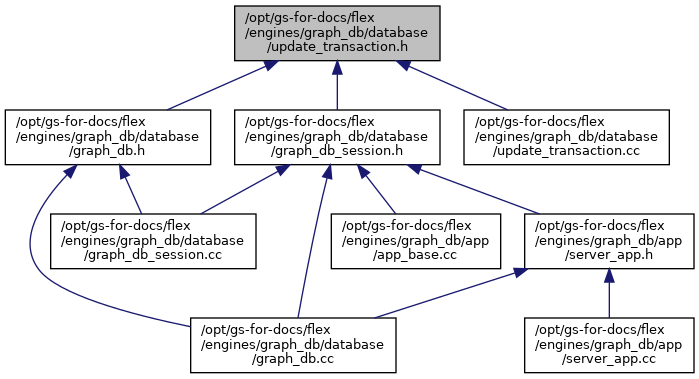 /opt/gs-for-docs/flex
/engines/graph_db/database
/update_transaction.h
/opt/gs-for-docs/flex
/engines/graph_db/database
/graph_db.h
/opt/gs-for-docs/flex
/engines/graph_db/database
/graph_db_session.h
/opt/gs-for-docs/flex
/engines/graph_db/database
/update_transaction.cc
/opt/gs-for-docs/flex
/engines/graph_db/database
/graph_db_session.cc
/opt/gs-for-docs/flex
/engines/graph_db/app
/app_base.cc
/opt/gs-for-docs/flex
/engines/graph_db/app
/server_app.h
/opt/gs-for-docs/flex
/engines/graph_db/database
/graph_db.cc
/opt/gs-for-docs/flex
/engines/graph_db/app
/server_app.cc